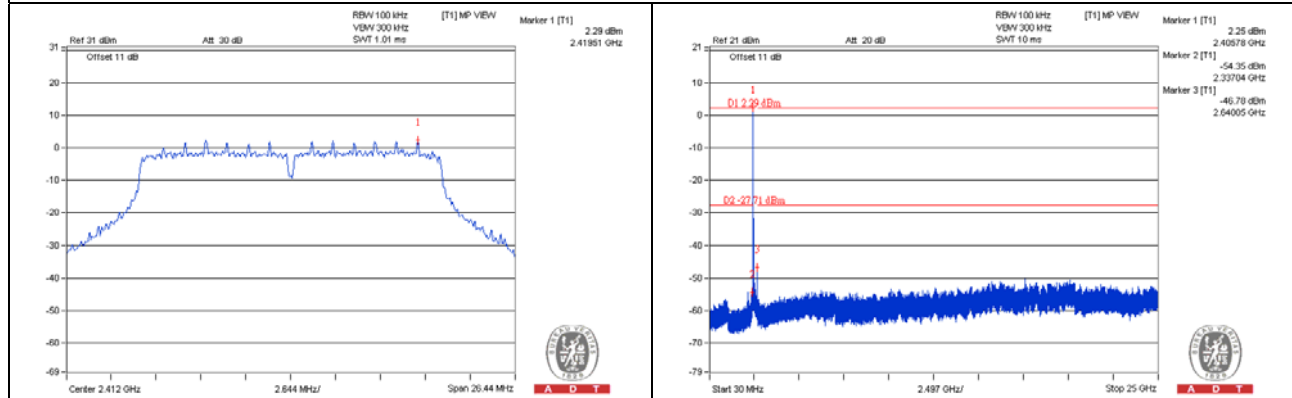 RBW 100 kHz
VBW 300 kHz
SWT 1.01 ms
[T1] MP VIEW
Marker 1 [T1]
2.29 dBm
2.41951 GHz
Ref 31 dBm
Att 30 dB
Offset 11 dB
31
20
10
0
-10
-20
-30
-40
-50
-60
-69
1
Center 2.412 GHz
2.644 MHz/
Span 26.44 MHz
BUREAU VERITAS
1828
A D T
RBW 100 kHz
VBW 300 kHz
SWT 10 ms
[T1] MP VIEW
Marker 1 [T1]
2.25 dBm
2.40578 GHz
Marker 2 [T1]
-54.35 dBm
2.33704 GHz
Marker 3 [T1]
-46.78 dBm
2.64005 GHz
Ref 21 dBm
Att 20 dB
Offset 11 dB
21
10
0
-10
-20
-30
-40
-50
-60
-70
-79
1
D1 2.29 dBm
D2 -27.71 dBm
3
2
Start 30 MHz
2.497 GHz/
Stop 25 GHz
BUREAU VERITAS
1828
A D T